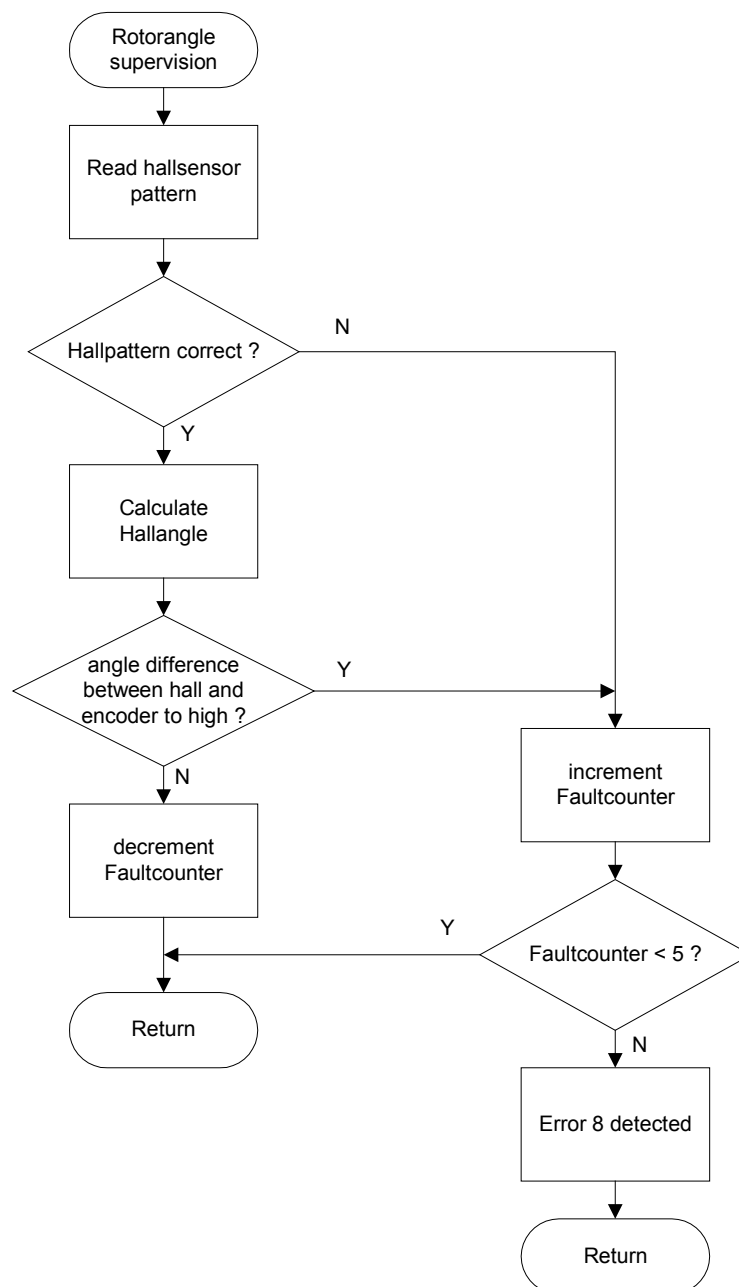 Rotorangle
supervision
Read hallsensor
pattern
Hallpattern correct ?
N
Y
Calculate
Hallangle
angle difference
between hall and
encoder to high ?
Y
N
decrement
Faultcounter
increment
Faultcounter
Faultcounter < 5 ?
Y
N
Return
Error 8 detected
Return